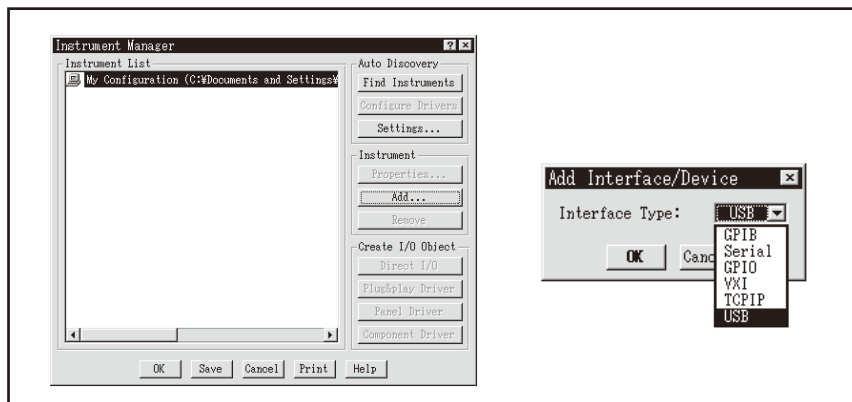 Instrument Manager
Instrument List
My Configuration (C:¥Documents and Settings¥
Auto Discovery
Find Instruments
Configure Drivers
Settings...
Instrument
Properties...
Add...
Remove
Create I/O Object
Direct I/O
Plug&play Driver
Panel Driver
Component Driver
OK Save Cancel Print Help
Add Interface/Device
Interface Type: USB
GPIB
Serial
GPIO
VXI
TCPIP
USB
OK Canc